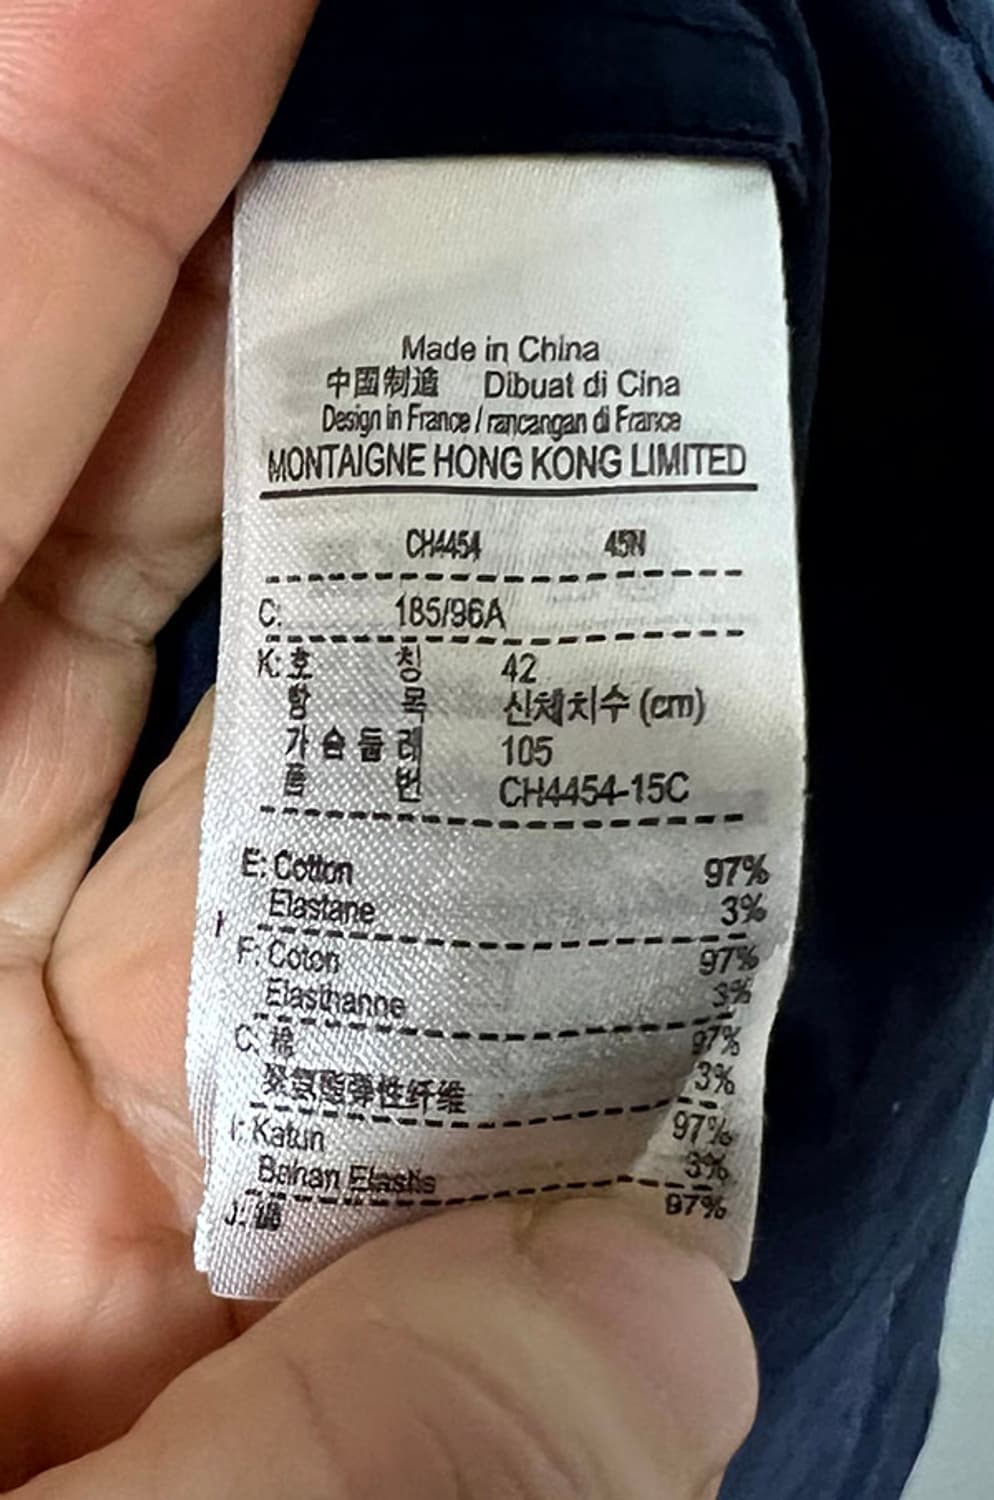 Made in China
中國制造 Dibuat di Cina
Design in France / rancangan di France
MONTAIGNE HONG KONG LIMITED
CH4454 45N
C: 185/96A
K: 호 칭 42
항 목 신체치수 (cm)
가슴둘레 105
품 번 CH4454-15C
E: Cotton 97%
Elastane 3%
F: Coton 97%
Elasthanne 3%
C: 棉 97%
聚氨酯弹性纤维 3%
I: Katun 97%
Bahan Elastis 3%
J: 97%